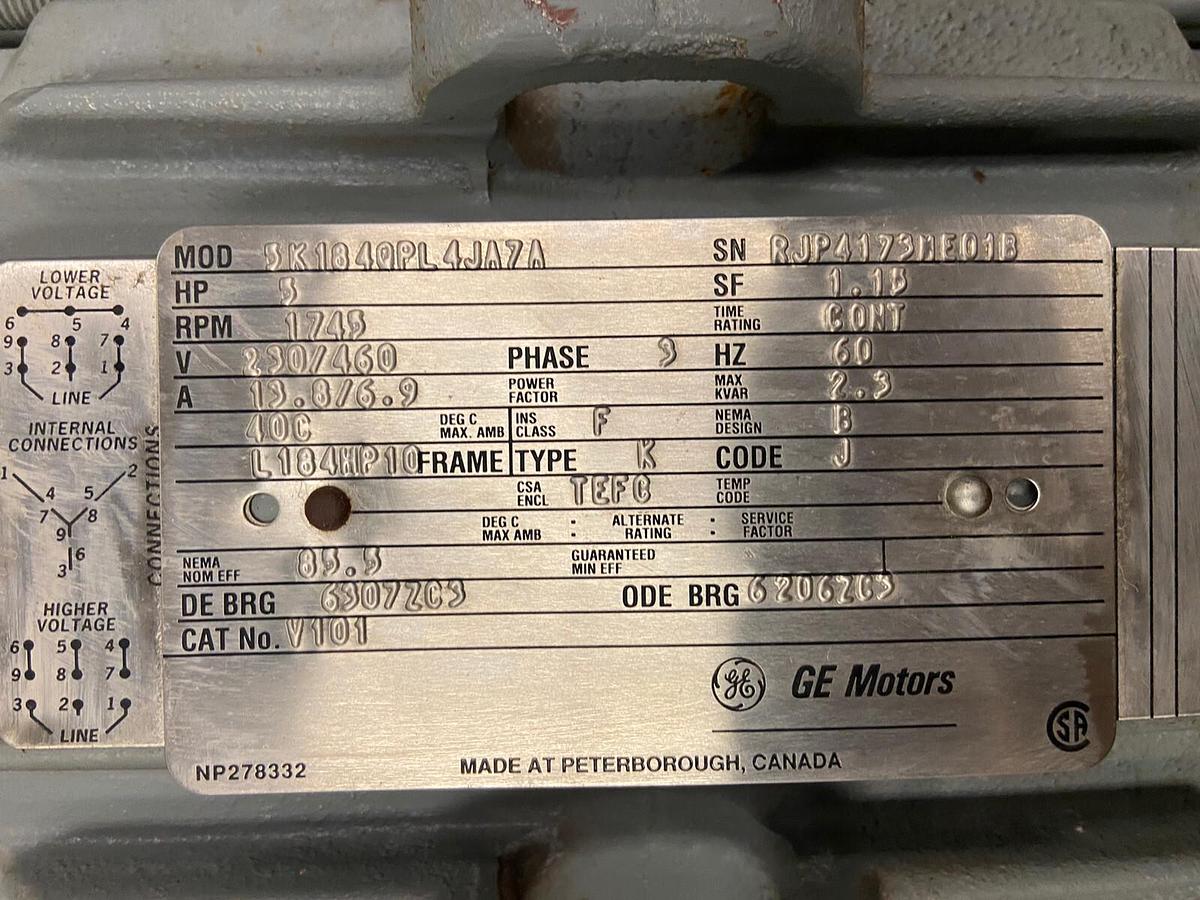 MOD 5K184QPL4JA7A SN RJP4173ME01B
HP 5 SF 1.15
RPM 1745 TIME RATING CONT
V 230/460 PHASE 3 HZ 60
A 13.8/6.9 POWER FACTOR MAX KVAR 2.3
40C DEG C MAX. AMB INS CLASS F NEMA DESIGN B
L184HP10 FRAME TYPE K CODE J
CSA ENCL TEFC TEMP CODE
DEG C MAX AMB : ALTERNATE RATING : SERVICE FACTOR
NEMA NOM EFF 85.5 GUARANTEED MIN EFF
DE BRG 6307ZC3 ODE BRG 6206ZC3
CAT No. V101
GE GE Motors
SA
NP278332 MADE AT PETERBOROUGH, CANADA
LOWER
VOLTAGE
6 5 4
9 8 7
3 2 1
LINE
INTERNAL
CONNECTIONS
1 2
4 5
7 8
9
6
3
HIGHER
VOLTAGE
6 5 4
9 8 7
3 2 1
LINE
CONNECTIONS